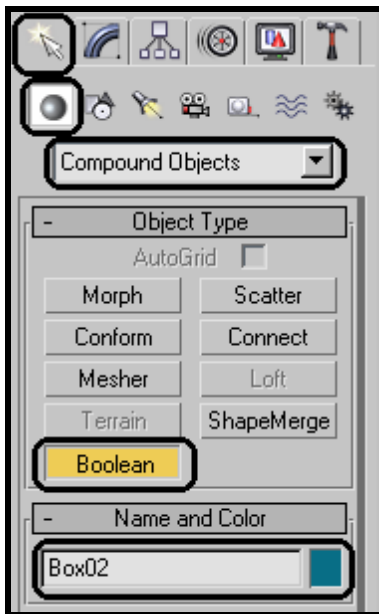 Compound Objects
- Object Type
AutoGrid
Morph Scatter
Conform Connect
Mesher Loft
Terrain ShapeMerge
Boolean
- Name and Color
Box02